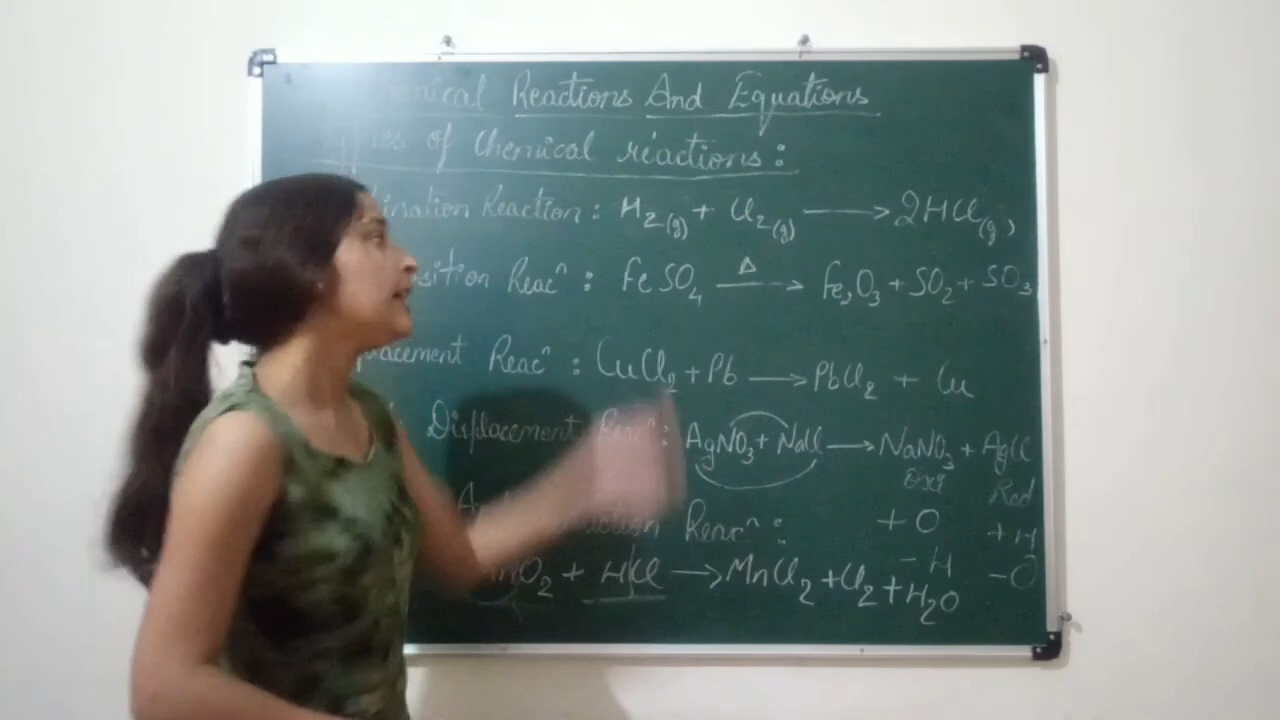 Reactions And Equations
of Chemical reactions :
Reaction : H₂(g) + Cl₂(g) ⟶ 2HCl(g)
Reacⁿ : FeSO₄ —Δ→ Fe₂O₃ + SO₂ + SO₃
Reacⁿ : CuCl₂ + Pb ⟶ PbCl₂ + Cu
Displacement Reacⁿ : AgNO₃ + NaCl ⟶ NaNO₃ + AgCl
Oxi Red
Reacⁿ : + O + H
- H - O
O₂ + HCl ⟶ MnCl₂ + Cl₂ + H₂O